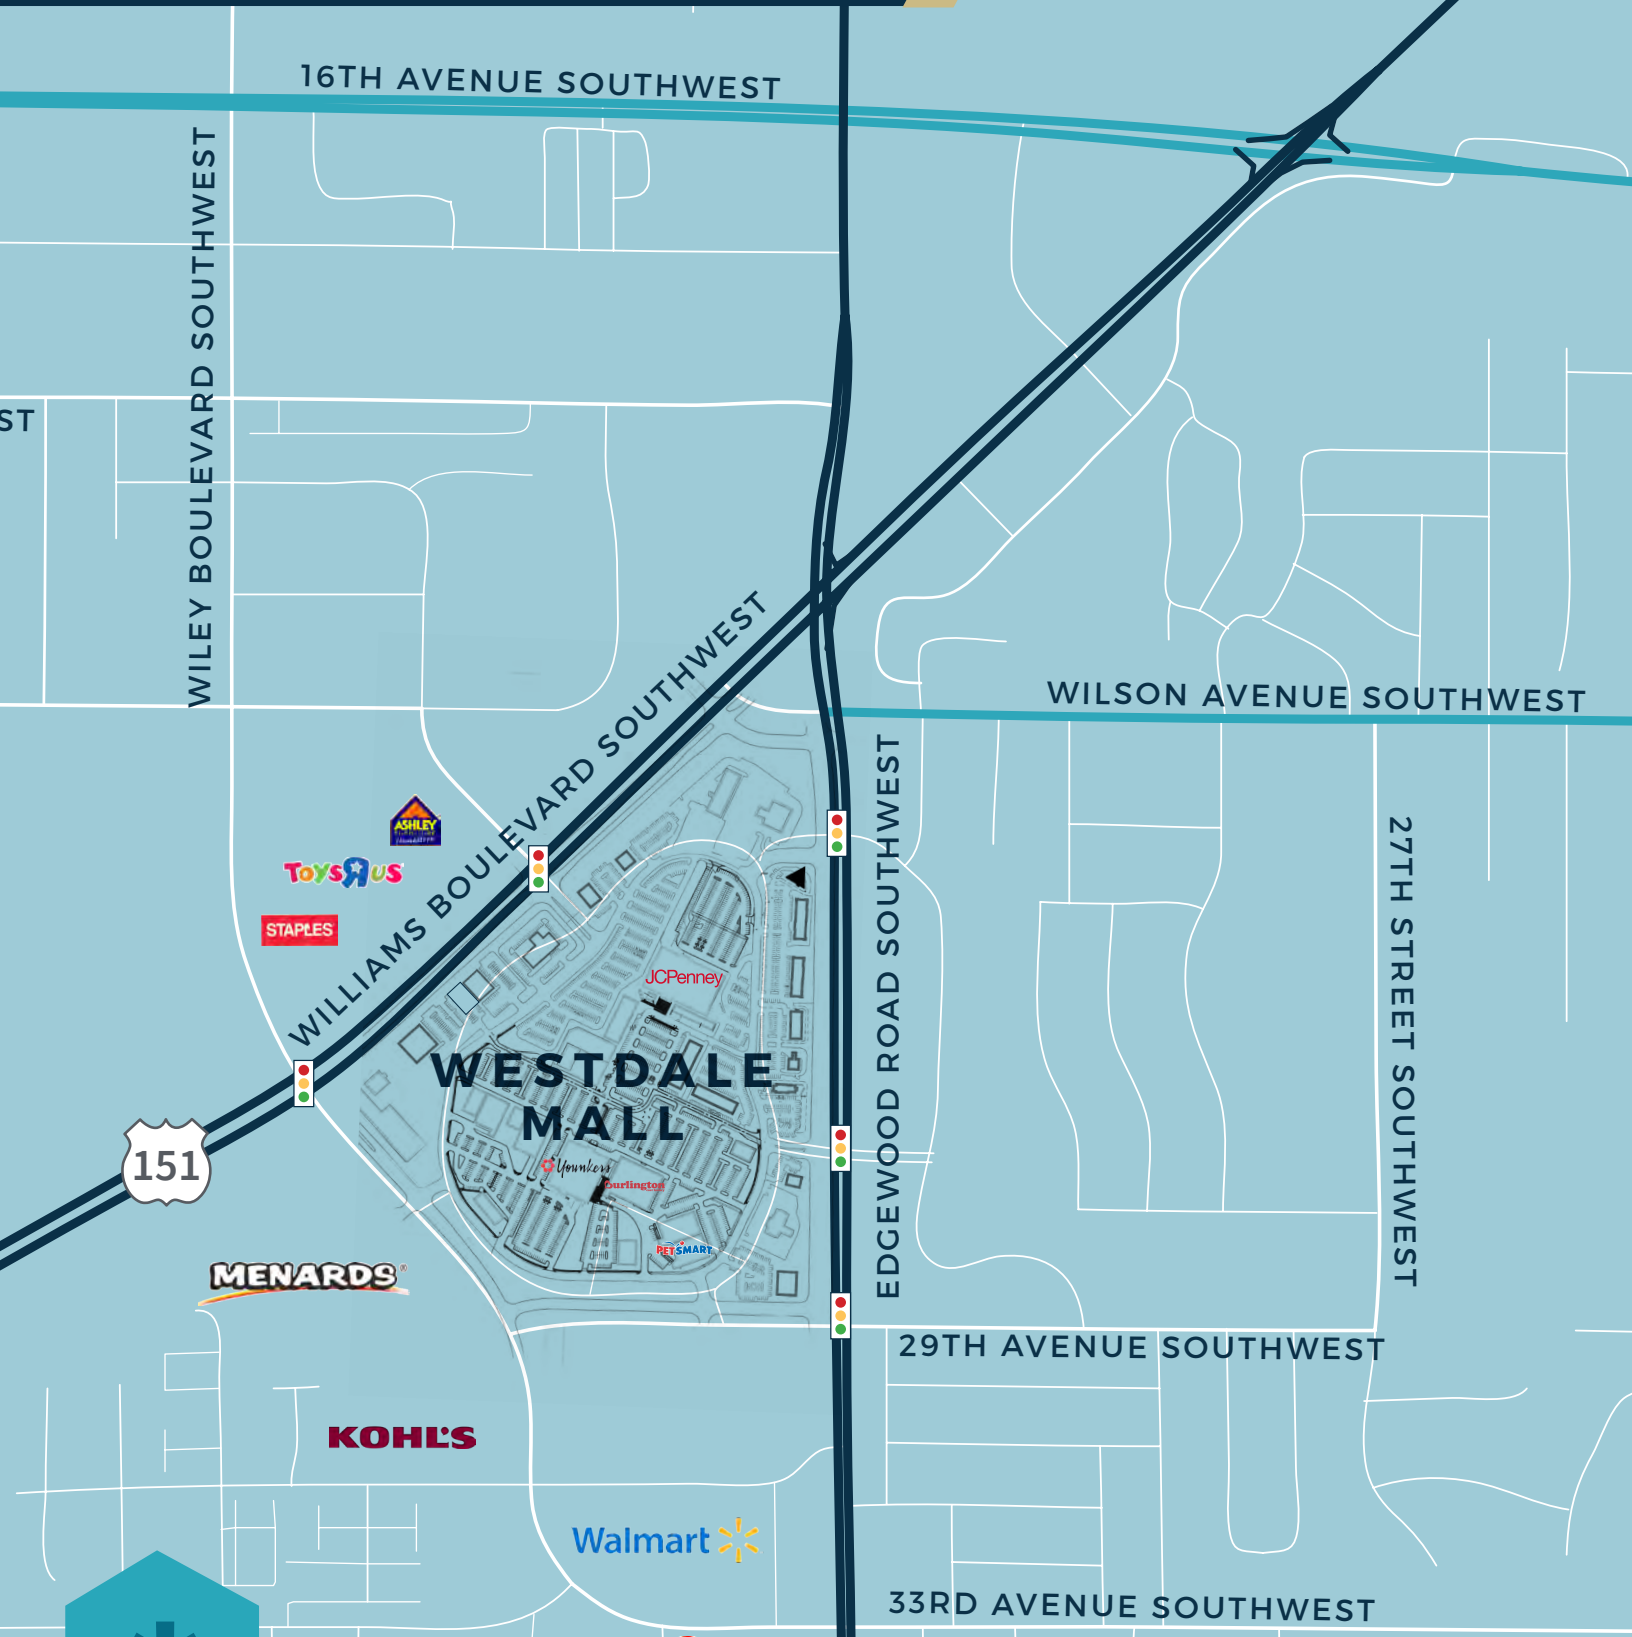 16TH AVENUE SOUTHWEST
WILEY BOULEVARD SOUTHWEST
ST
WILLIAMS BOULEVARD SOUTHWEST
WILSON AVENUE SOUTHWEST
EDGEWOOD ROAD SOUTHWEST
27TH STREET SOUTHWEST
ASHLEY
TOYS R US
STAPLES
JCPenney
WESTDALE
MALL
151
Younkers
Burlington
PETSMART
MENARDS®
29TH AVENUE SOUTHWEST
KOHL'S
Walmart
33RD AVENUE SOUTHWEST